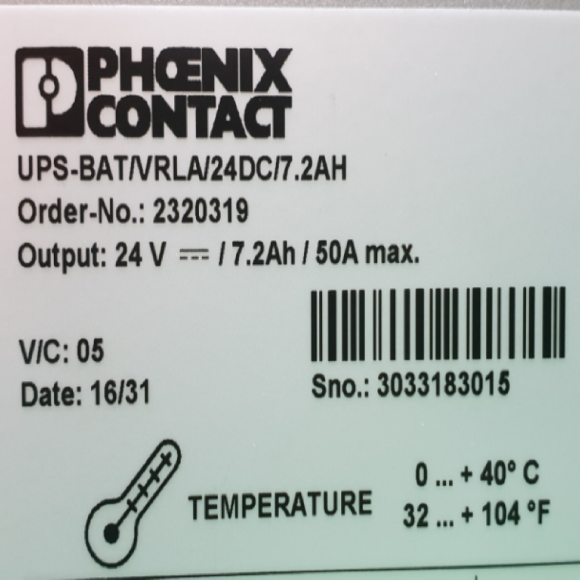 PHŒNIX
CONTACT
UPS-BAT/VRLA/24DC/7.2AH
Order-No.: 2320319
Output: 24 V ⎓ / 7.2Ah / 50A max.
V/C: 05
Date: 16/31
Sno.: 3033183015
TEMPERATURE
0 ... + 40° C
32 ... + 104 °F